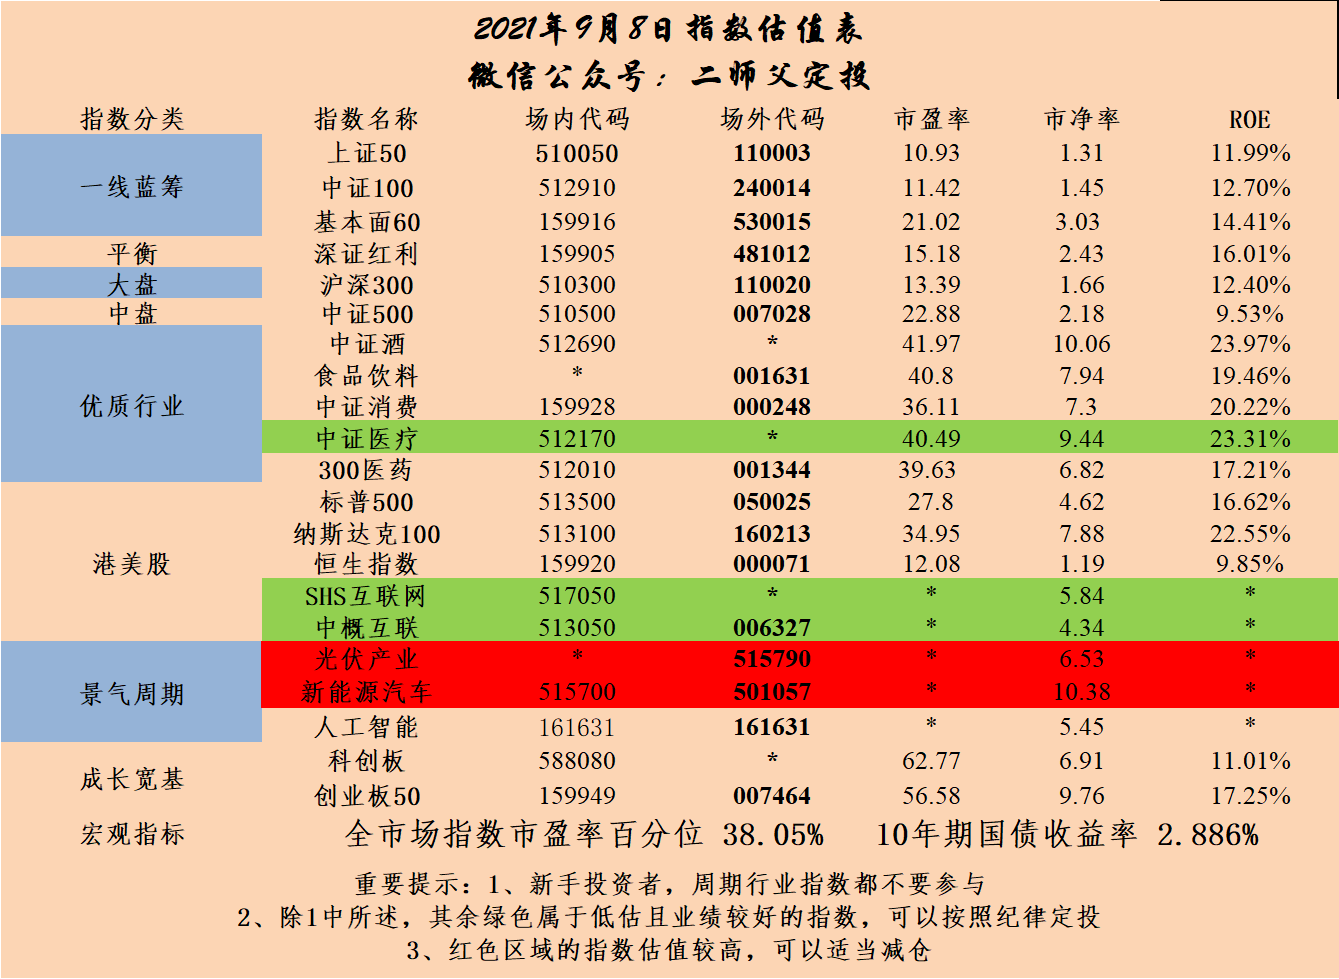 2021年9月8日指数估值表
微信公众号：二师父定投
指数分类 指数名称 场内代码 场外代码 市盈率 市净率 ROE
一线蓝筹 上证50 510050 110003 10.93 1.31 11.99%
中证100 512910 240014 11.42 1.45 12.70%
基本面60 159916 530015 21.02 3.03 14.41%
平衡 深证红利 159905 481012 15.18 2.43 16.01%
大盘 沪深300 510300 110020 13.39 1.66 12.40%
中盘 中证500 510500 007028 22.88 2.18 9.53%
优质行业 中证酒 512690 * 41.97 10.06 23.97%
食品饮料 * 001631 40.8 7.94 19.46%
中证消费 159928 000248 36.11 7.3 20.22%
中证医疗 512170 * 40.49 9.44 23.31%
300医药 512010 001344 39.63 6.82 17.21%
港美股 标普500 513500 050025 27.8 4.62 16.62%
纳斯达克100 513100 160213 34.95 7.88 22.55%
恒生指数 159920 000071 12.08 1.19 9.85%
SHS互联网 517050 * * 5.84 *
中概互联 513050 006327 * 4.34 *
景气周期 光伏产业 * 515790 * 6.53 *
新能源汽车 515700 501057 * 10.38 *
人工智能 161631 161631 * 5.45 *
成长宽基 科创板 588080 * 62.77 6.91 11.01%
创业板50 159949 007464 56.58 9.76 17.25%
宏观指标 全市场指数市盈率百分位 38.05% 10年期国债收益率 2.886%
重要提示：1、新手投资者，周期行业指数都不要参与
2、除1中所述，其余绿色属于低估且业绩较好的指数，可以按照纪律定投
3、红色区域的指数估值较高，可以适当减仓